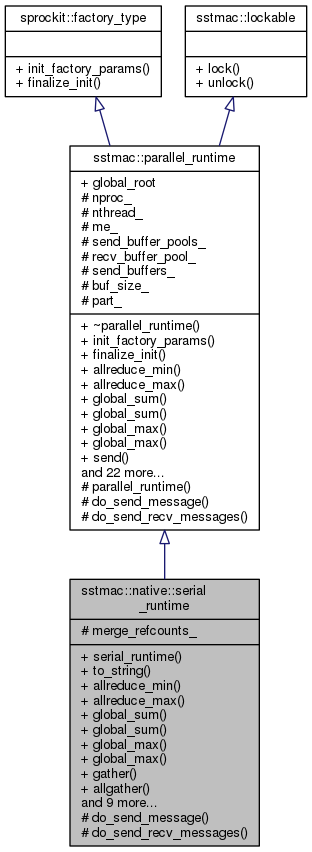 sprockit::factory_type
+ init_factory_params()
+ finalize_init()
sstmac::lockable
+ lock()
+ unlock()
sstmac::parallel_runtime
+ global_root
# nproc_
# nthread_
# me_
# send_buffer_pools_
# recv_buffer_pool_
# send_buffers_
# buf_size_
# part_
+ ~parallel_runtime()
+ init_factory_params()
+ finalize_init()
+ allreduce_min()
+ allreduce_max()
+ global_sum()
+ global_sum()
+ global_max()
+ global_max()
+ send()
and 22 more...
# parallel_runtime()
# do_send_message()
# do_send_recv_messages()
sstmac::native::serial
_runtime
# merge_refcounts_
+ serial_runtime()
+ to_string()
+ allreduce_min()
+ allreduce_max()
+ global_sum()
+ global_sum()
+ global_max()
+ global_max()
+ gather()
+ allgather()
and 9 more...
# do_send_message()
# do_send_recv_messages()